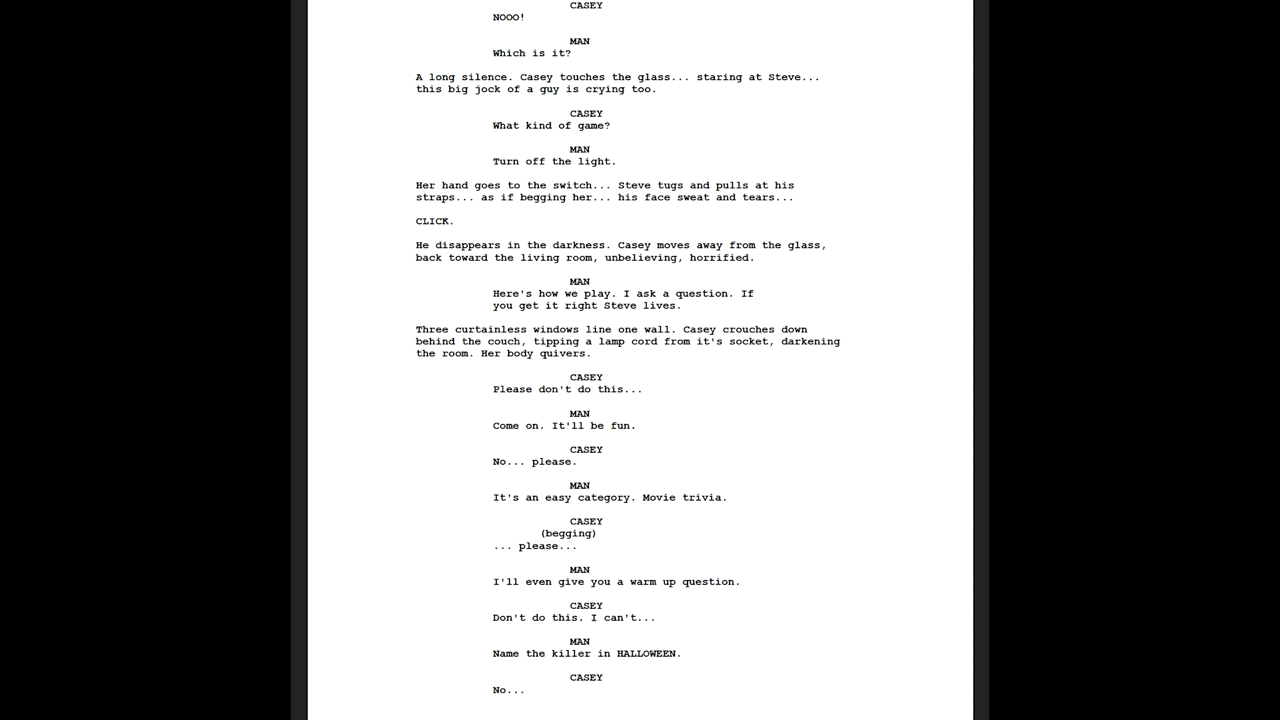 CASEY
NOOO!
MAN
Which is it?
A long silence. Casey touches the glass... staring at Steve...
this big jock of a guy is crying too.
CASEY
What kind of game?
MAN
Turn off the light.
Her hand goes to the switch... Steve tugs and pulls at his
straps... as if begging her... his face sweat and tears...
CLICK.
He disappears in the darkness. Casey moves away from the glass,
back toward the living room, unbelieving, horrified.
MAN
Here's how we play. I ask a question. If
you get it right Steve lives.
Three curtainless windows line one wall. Casey crouches down
behind the couch, tipping a lamp cord from it's socket, darkening
the room. Her body quivers.
CASEY
Please don't do this...
MAN
Come on. It'll be fun.
CASEY
No... please.
MAN
It's an easy category. Movie trivia.
CASEY
(begging)
... please...
MAN
I'll even give you a warm up question.
CASEY
Don't do this. I can't...
MAN
Name the killer in HALLOWEEN.
CASEY
No...